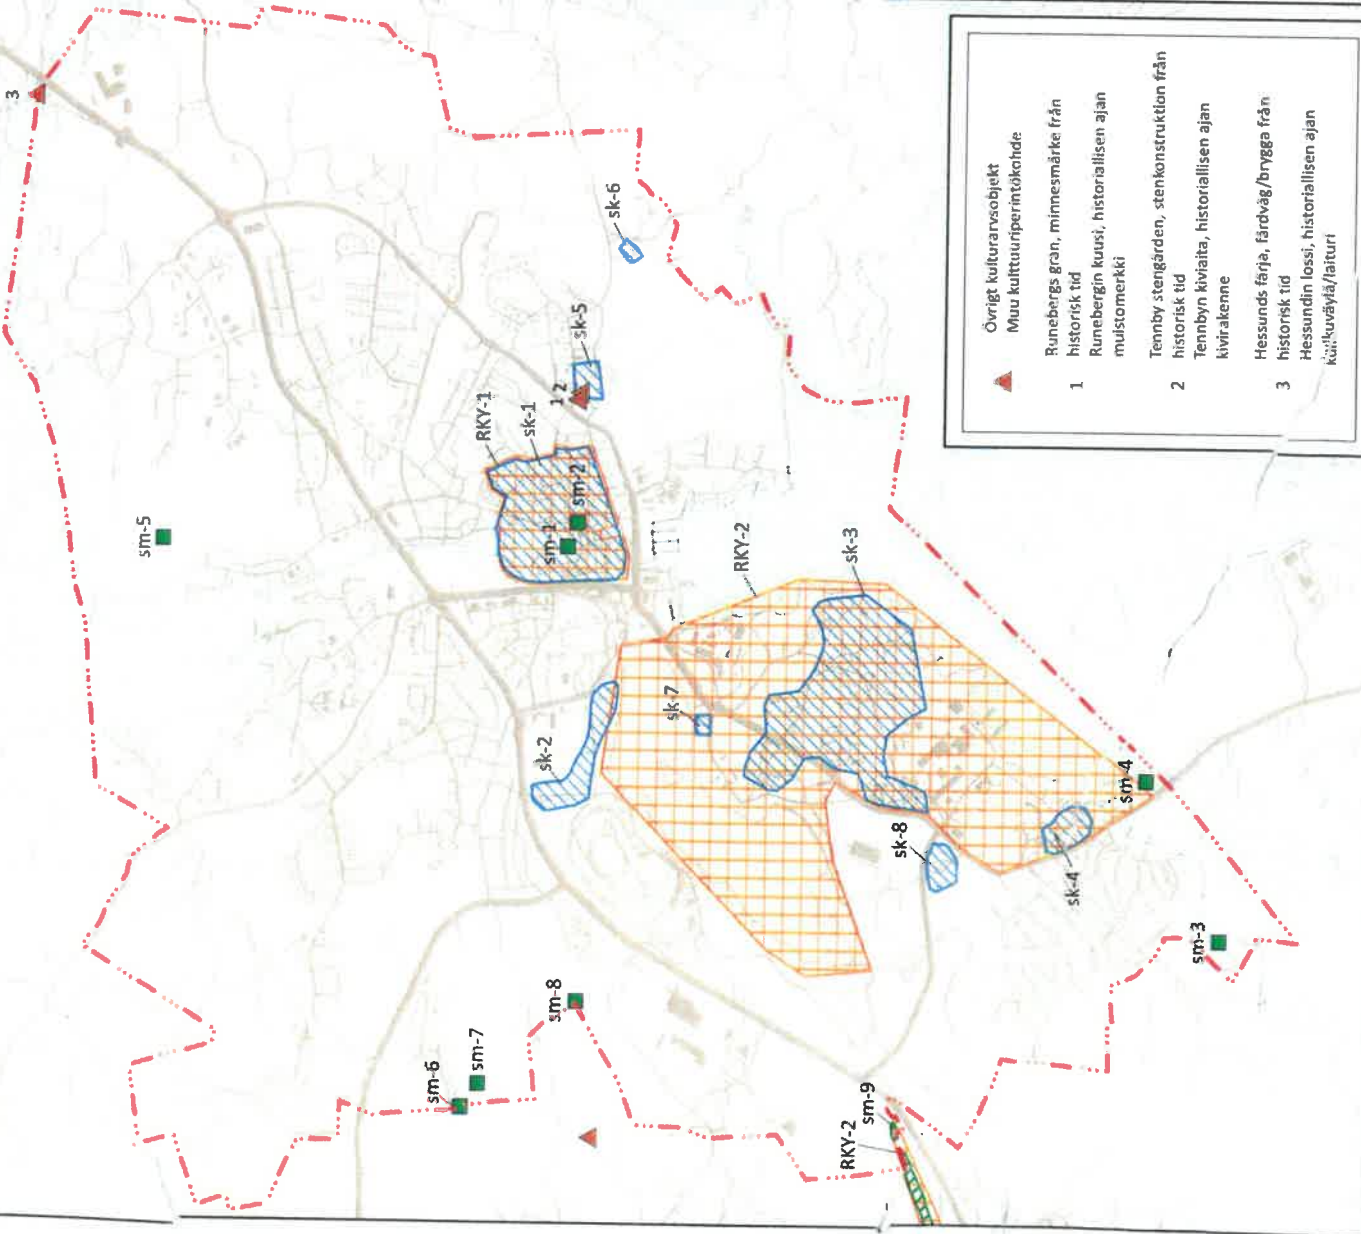 3
sm-5
sk-6
RKY-1
sk-1
1 2
sk-5
sm-1
sm-2
RKY-2
sk-3
sk-7
sk-2
sk-8
sk-4
sm-4
sm-3
sm-8
sm-7
sm-6
sm-9
RKY-2
Övrigt kulturarvsobjekt
Muu kulttuuriperintökohde
1
Runebergs gran, minnesmärke från
historisk tid
Runebergin kuusi, historiallisen ajan
muistomerkki
2
Tennby stengården, stenkonstruktion från
historisk tid
Tennbyn kiviaita, historiallisen ajan
kivirakenne
3
Hessunds färja, färdväg/brygga från
historisk tid
Hessundin lossi, historiallisen ajan
kulkuväylä/laituri